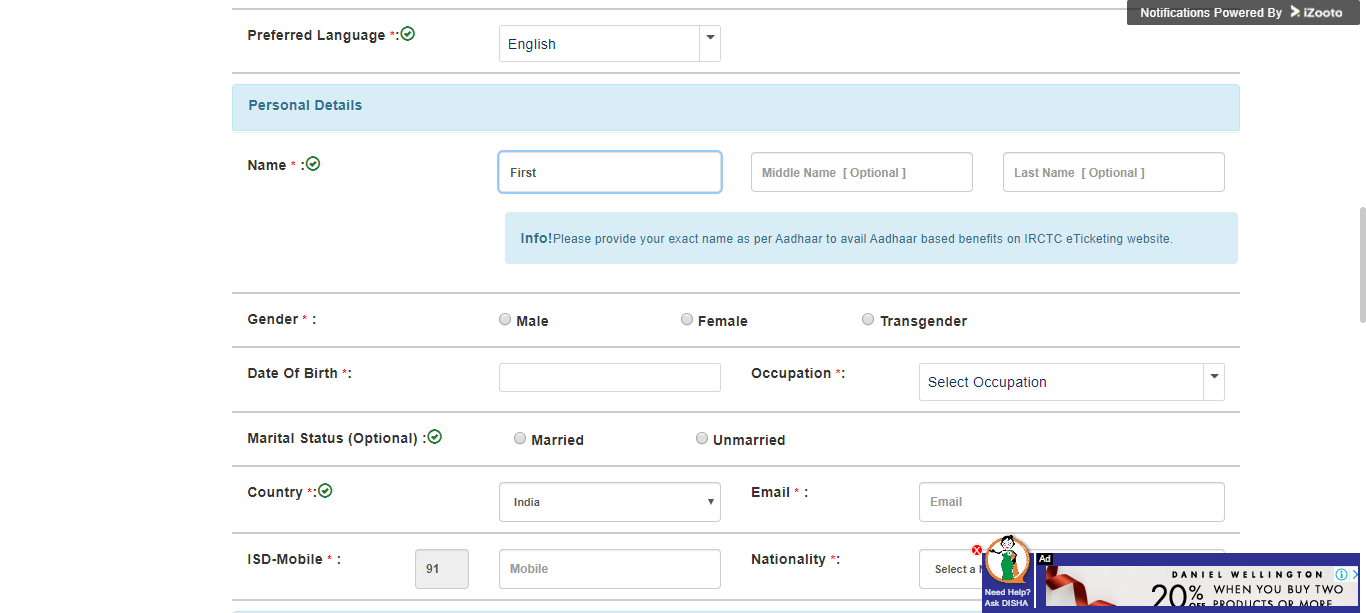 Notifications Powered By iZooto
Preferred Language *:
English
Personal Details
Name * :
First
Middle Name [ Optional ]
Last Name [ Optional ]
Info!Please provide your exact name as per Aadhaar to avail Aadhaar based benefits on IRCTC eTicketing website.
Gender * :
Male
Female
Transgender
Date Of Birth *:
Occupation *:
Select Occupation
Marital Status (Optional) :
Married
Unmarried
Country *:
India
Email * :
Email
ISD-Mobile * :
91
Mobile
Nationality *:
Select a
Need Help?
Ask DISHA
Ad
DANIEL WELLINGTON
20% OFF
WHEN YOU BUY TWO
PRODUCTS OR MORE